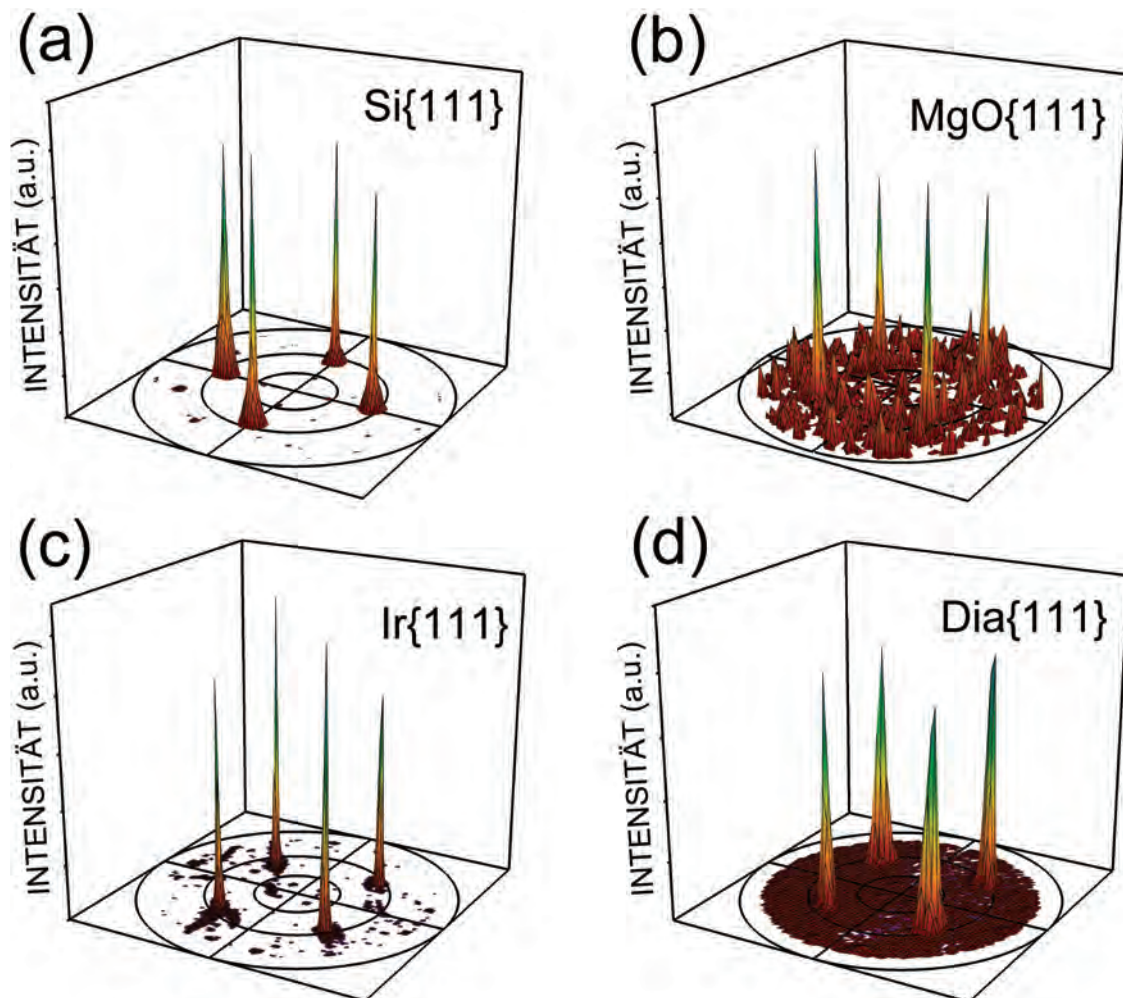 (a)
Si{111}
INTENSITÄT (a.u.)
(b)
MgO{111}
INTENSITÄT (a.u.)
(c)
Ir{111}
INTENSITÄT (a.u.)
(d)
Dia{111}
INTENSITÄT (a.u.)